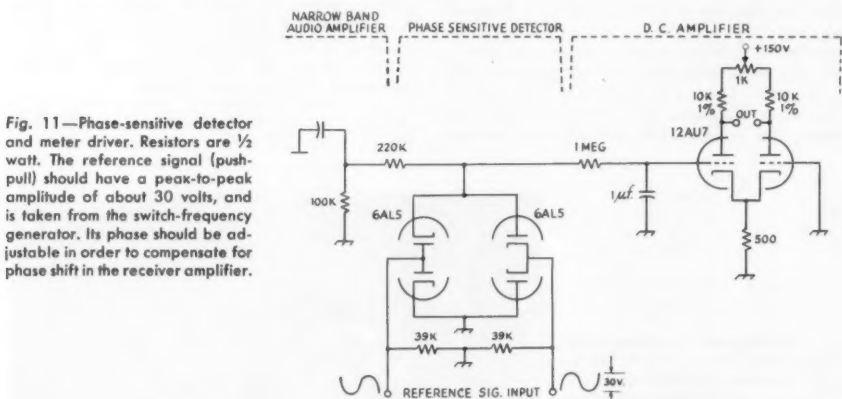 NARROW BAND
AUDIO AMPLIFIER
PHASE SENSITIVE DETECTOR
D. C. AMPLIFIER
+150V.
1K
10K
1%
10K
1%
OUT
12AU7
220K
1 MEG
100K
1µf.
6AL5
6AL5
500
39K
39K
REFERENCE SIG. INPUT
30V.
Fig. 11—Phase-sensitive detector
and meter driver. Resistors are ½
watt. The reference signal (push-
pull) should have a peak-to-peak
amplitude of about 30 volts, and
is taken from the switch-frequency
generator. Its phase should be ad-
justable in order to compensate for
phase shift in the receiver amplifier.